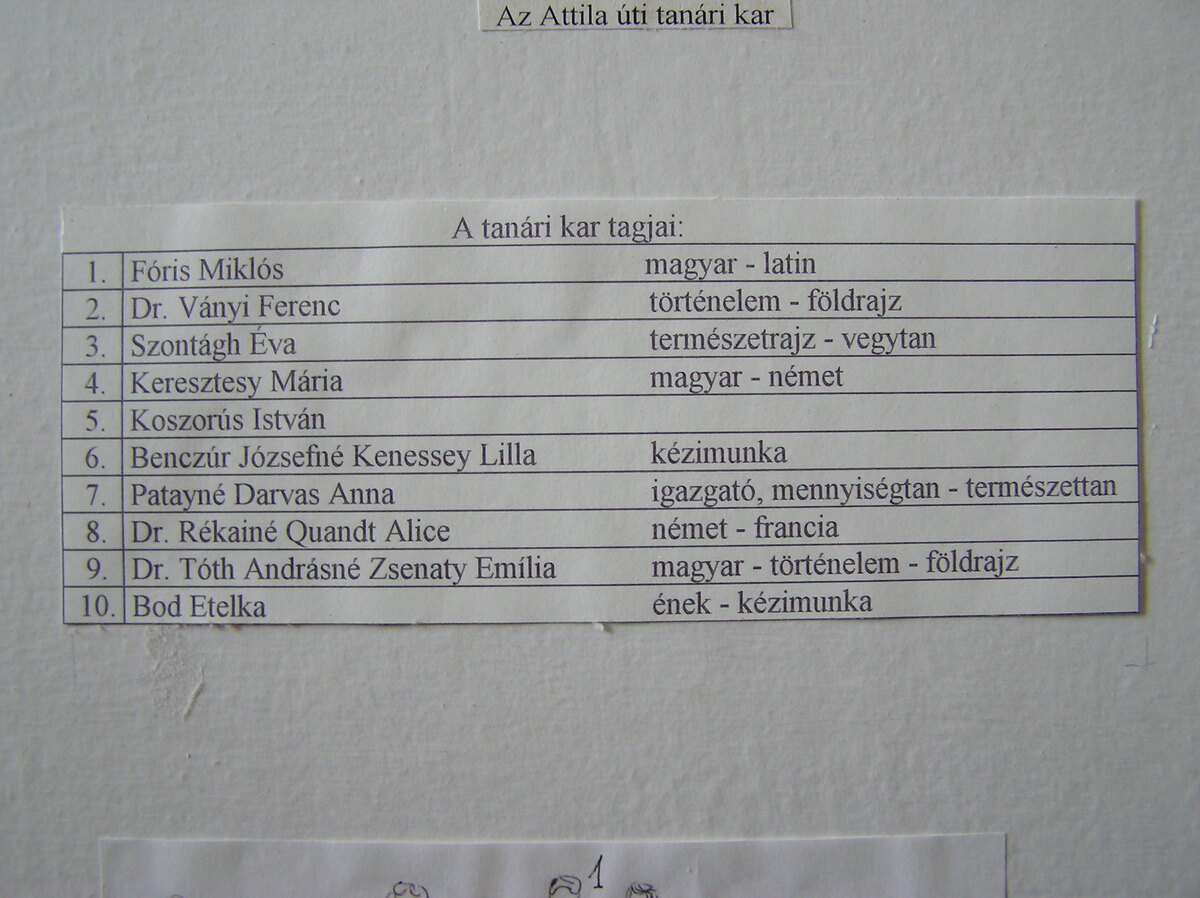 Az Attila úti tanári kar
A tanári kar tagjai:
1. Fóris Miklós magyar - latin
2. Dr. Ványi Ferenc történelem - földrajz
3. Szontágh Éva természetrajz - vegytan
4. Keresztesy Mária magyar - német
5. Koszorús István
6. Benczúr Józsefné Kenessey Lilla kézimunka
7. Patayné Darvas Anna igazgató, mennyiségtan - természettan
8. Dr. Rékainé Quandt Alice német - francia
9. Dr. Tóth Andrásné Zsenaty Emília magyar - történelem - földrajz
10. Bod Etelka ének - kézimunka
1